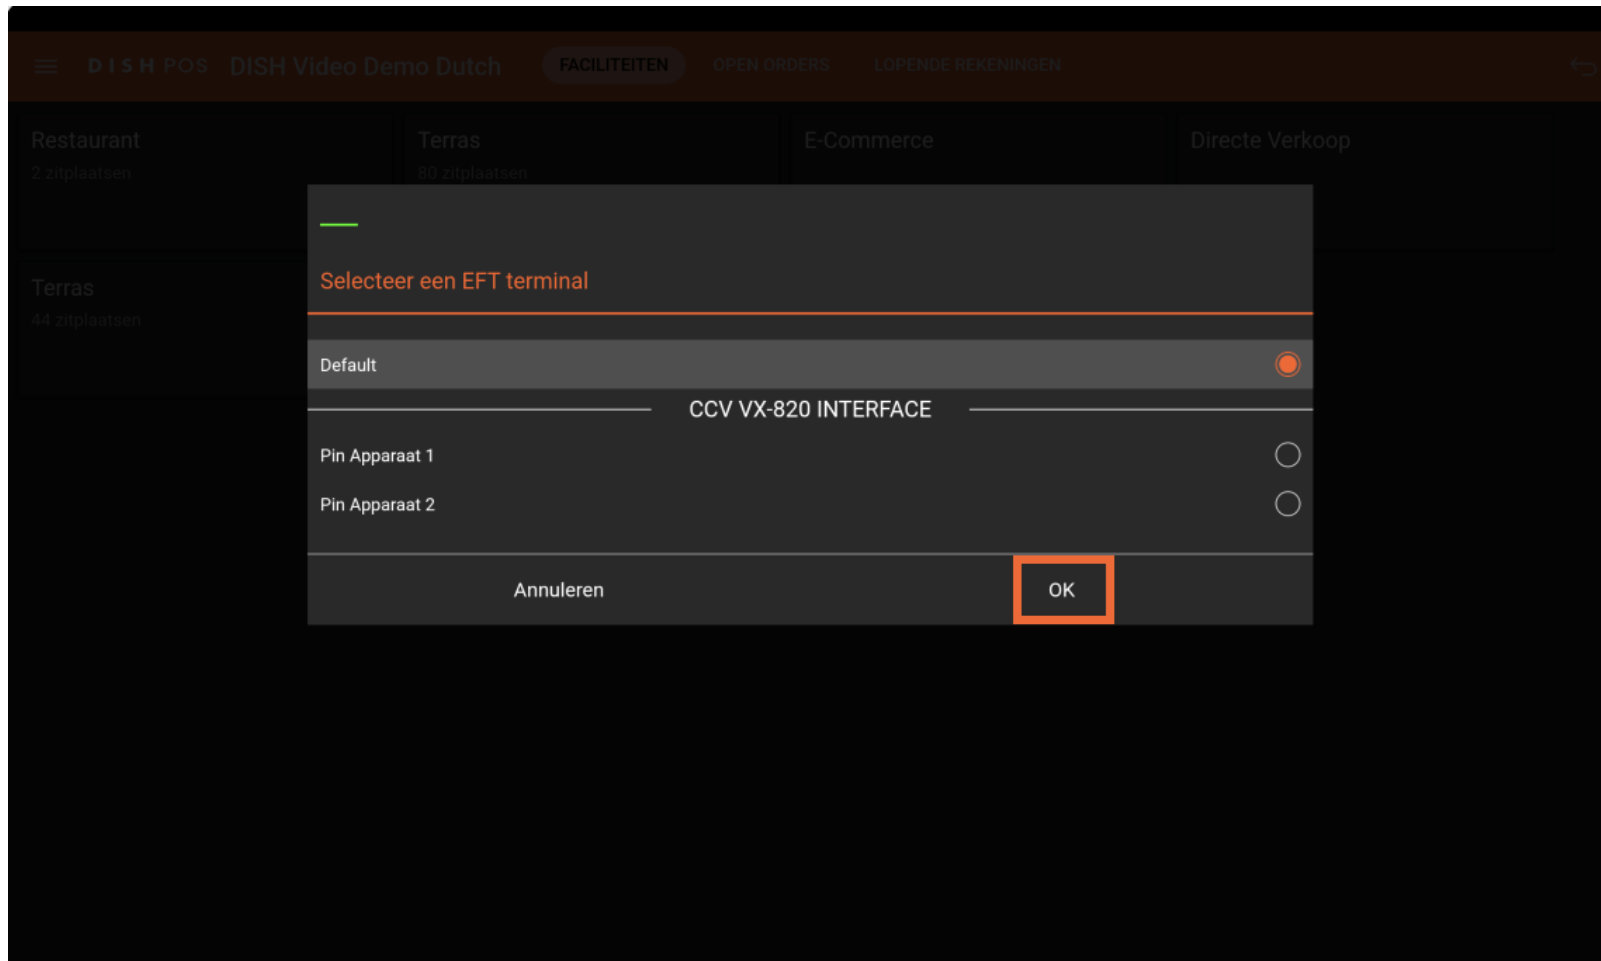 DISH POS DISH Video Demo Dutch FACILITEITEN OPEN ORDERS LOPENDE REKENINGEN
Restaurant Terras E-Commerce Directe Verkoop
2 zitplaatsen 80 zitplaatsen
Selecteer een EFT terminal
Terras
44 zitplaatsen
Default
CCV VX-820 INTERFACE
Pin Apparaat 1
Pin Apparaat 2
Annuleren OK